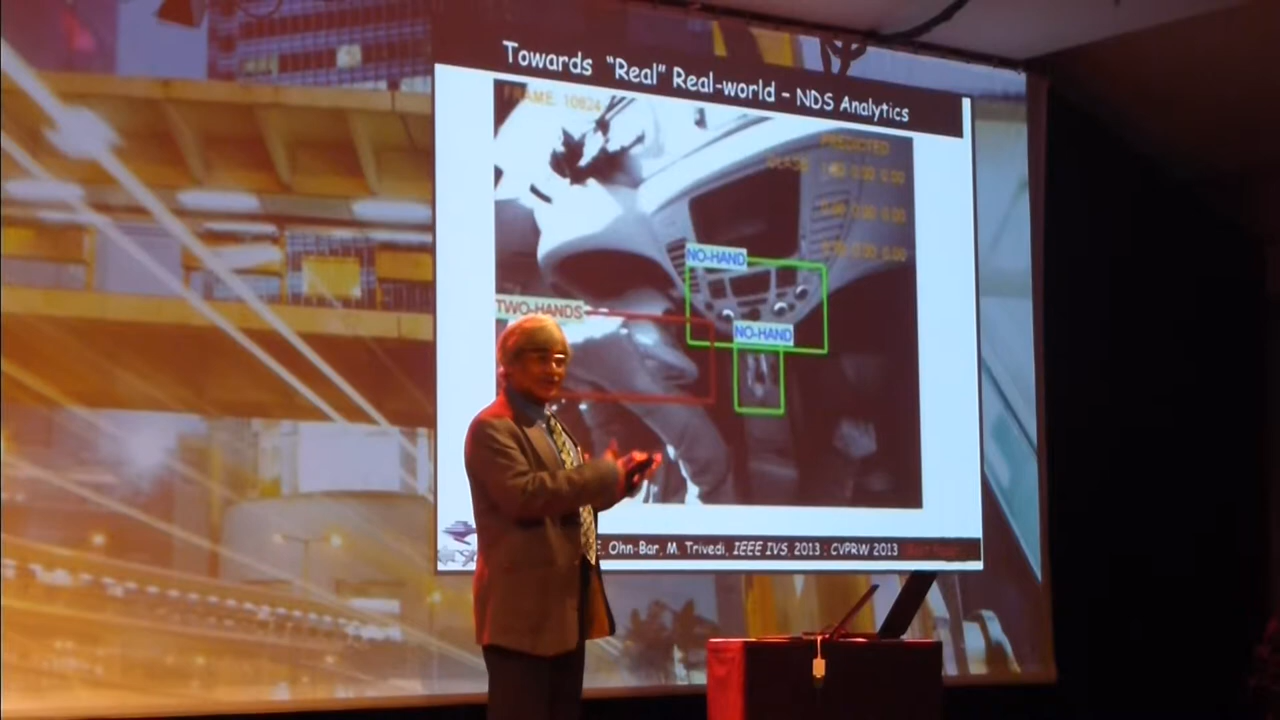 Towards “Real” Real-world – NDS Analytics
FRAME: 10824
PREDICTED
NO-HAND
TWO-HANDS
NO-HAND
E. Ohn-Bar, M. Trivedi, IEEE IVS, 2013 ; CVPRW 2013